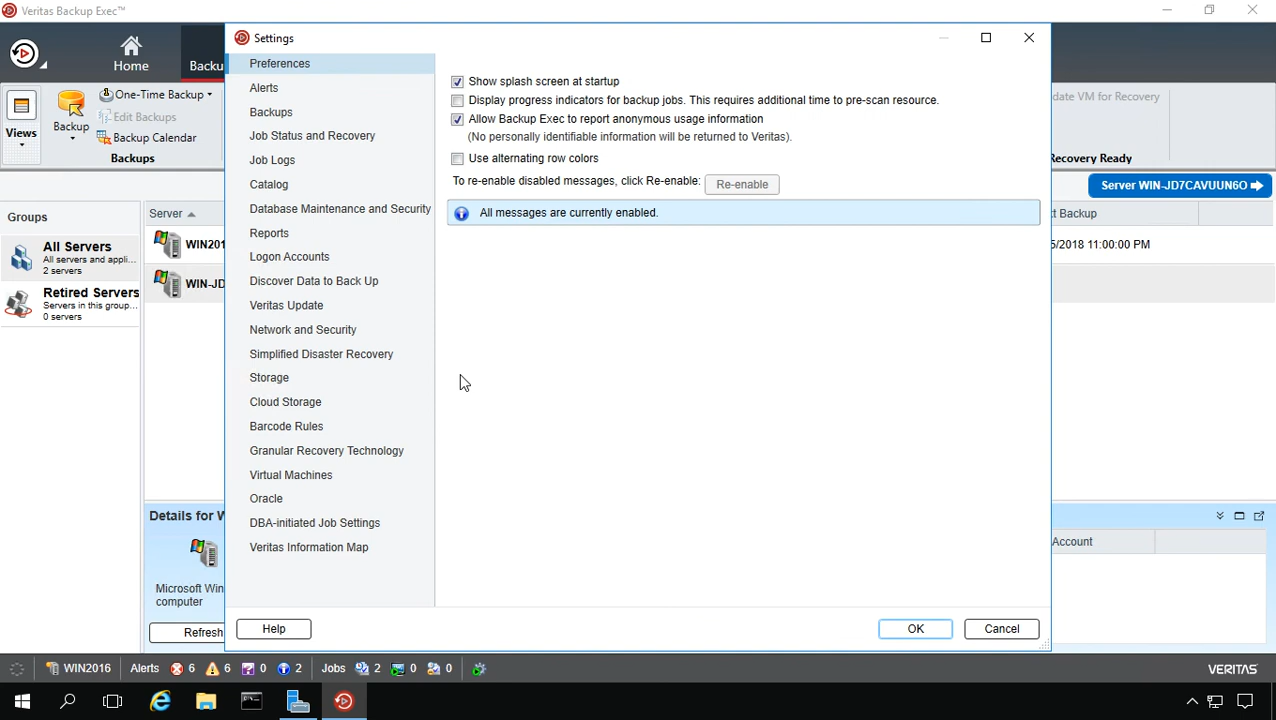 Veritas Backup Exec™
Settings
Home
Backu
Views
Backup
One-Time Backup
Edit Backups
Backup Calendar
Backups
date VM for Recovery
Recovery Ready
Server WIN-JD7CAVUUN6O
Groups
All Servers
All servers and appli...
2 servers
Retired Servers
Servers in this group...
0 servers
Server
WIN201
WIN-JD
Preferences
Alerts
Backups
Job Status and Recovery
Job Logs
Catalog
Database Maintenance and Security
Reports
Logon Accounts
Discover Data to Back Up
Veritas Update
Network and Security
Simplified Disaster Recovery
Storage
Cloud Storage
Barcode Rules
Granular Recovery Technology
Virtual Machines
Oracle
DBA-initiated Job Settings
Veritas Information Map
Show splash screen at startup
Display progress indicators for backup jobs. This requires additional time to pre-scan resource.
Allow Backup Exec to report anonymous usage information
(No personally identifiable information will be returned to Veritas).
Use alternating row colors
To re-enable disabled messages, click Re-enable:
Re-enable
All messages are currently enabled.
Help
OK
Cancel
t Backup
5/2018 11:00:00 PM
Details for W
Microsoft Win
computer
Refresh
Account
WIN2016
Alerts
6
6
0
2
Jobs
2
0
0
VERITAS